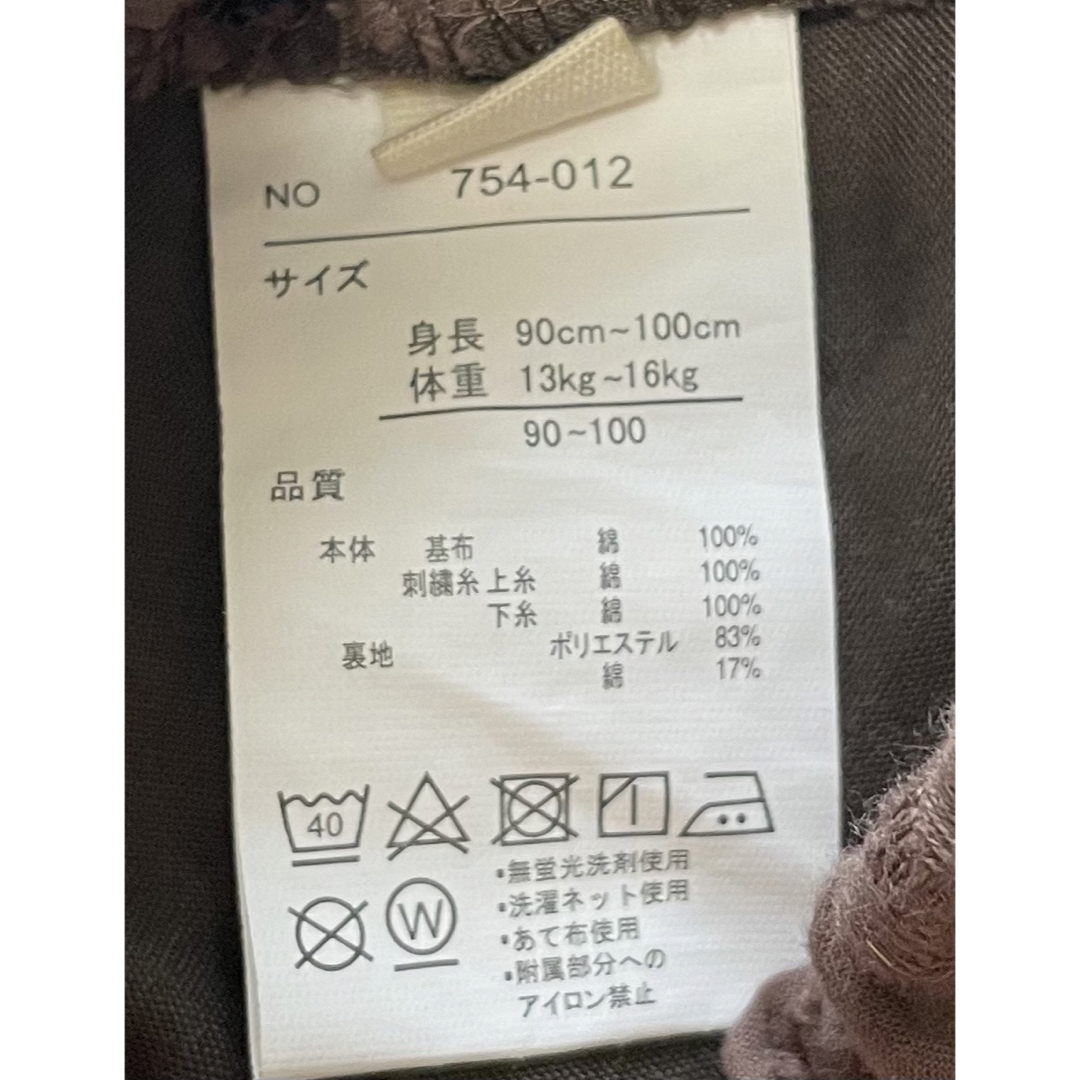 NO 754-012
サイズ
身長 90cm~100cm
体重 13kg~16kg
90~100
品質
本体 基布 綿 100%
刺繍糸 上糸 綿 100%
下糸 綿 100%
裏地 ポリエステル 83%
綿 17%
40
W
・無蛍光洗剤使用
・洗濯ネット使用
・あて布使用
・附属部分への
アイロン禁止